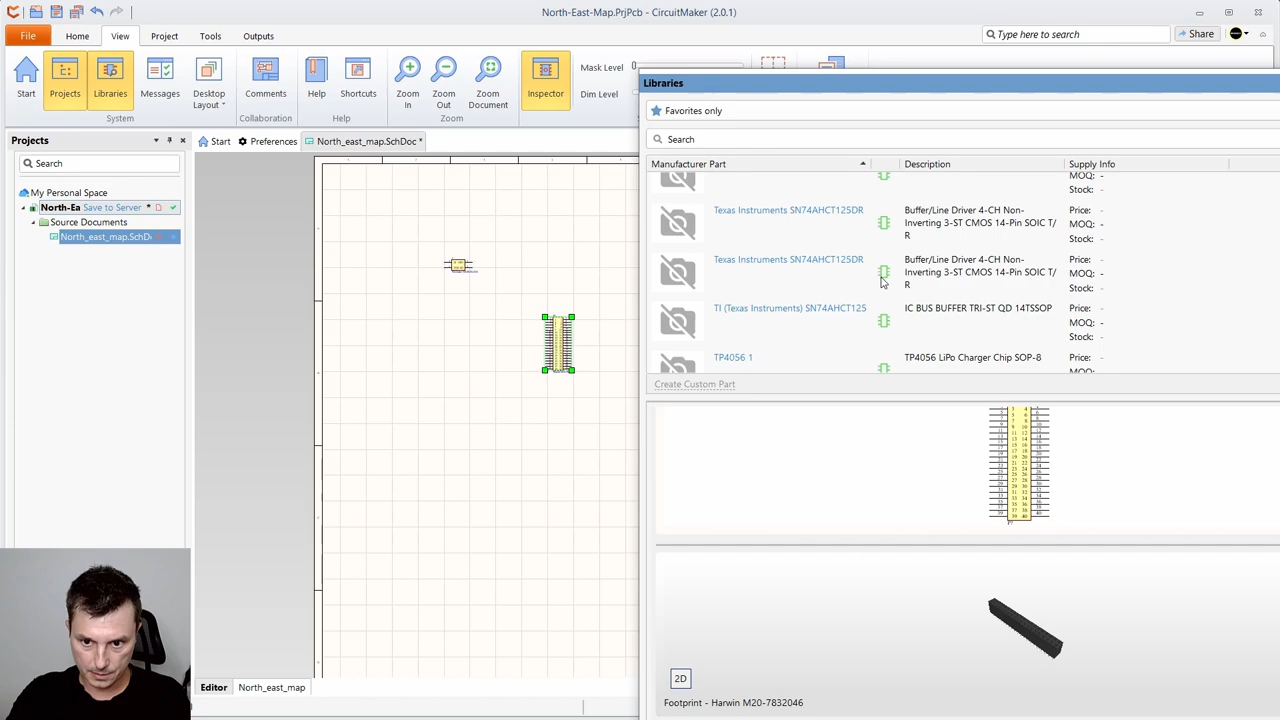 North-East-Map.PrjPcb - CircuitMaker (2.0.1)
File
Home
View
Project
Tools
Outputs
Type here to search
Share
Start
Projects
Libraries
Messages
Desktop
Layout
Comments
Help
Shortcuts
Zoom
In
Zoom
Out
Zoom
Document
Inspector
Mask Level
0
Dim Level
System
Collaboration
Help
Zoom
Projects
Search
My Personal Space
North-Ea Save to Server *
Source Documents
North_east_map.SchD
Start
Preferences
North_east_map.SchDoc *
Libraries
Favorites only
Search
Manufacturer Part
Description
Supply Info
MOQ: -
Stock: -
Texas Instruments SN74AHCT125DR
Buffer/Line Driver 4-CH Non-
Inverting 3-ST CMOS 14-Pin SOIC T/
R
Price: -
MOQ: -
Stock: -
Texas Instruments SN74AHCT125DR
Buffer/Line Driver 4-CH Non-
Inverting 3-ST CMOS 14-Pin SOIC T/
R
Price: -
MOQ: -
Stock: -
TI (Texas Instruments) SN74AHCT125
IC BUS BUFFER TRI-ST QD 14TSSOP
Price: -
MOQ: -
Stock: -
TP4056 1
TP4056 LiPo Charger Chip SOP-8
Price: -
MOQ: -
Create Custom Part
2D
Footprint - Harwin M20-7832046
Editor
North_east_map